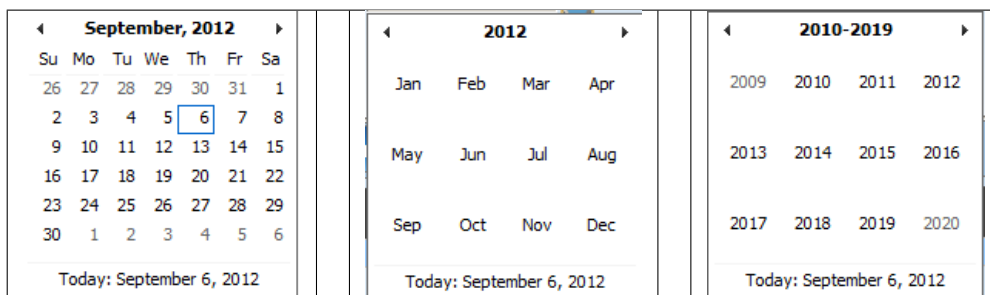 September, 2012
Su Mo Tu We Th Fr Sa
26 27 28 29 30 31 1
2 3 4 5 6 7 8
9 10 11 12 13 14 15
16 17 18 19 20 21 22
23 24 25 26 27 28 29
30 1 2 3 4 5 6
Today: September 6, 2012
2012
Jan Feb Mar Apr
May Jun Jul Aug
Sep Oct Nov Dec
Today: September 6, 2012
2010-2019
2009 2010 2011 2012
2013 2014 2015 2016
2017 2018 2019 2020
Today: September 6, 2012